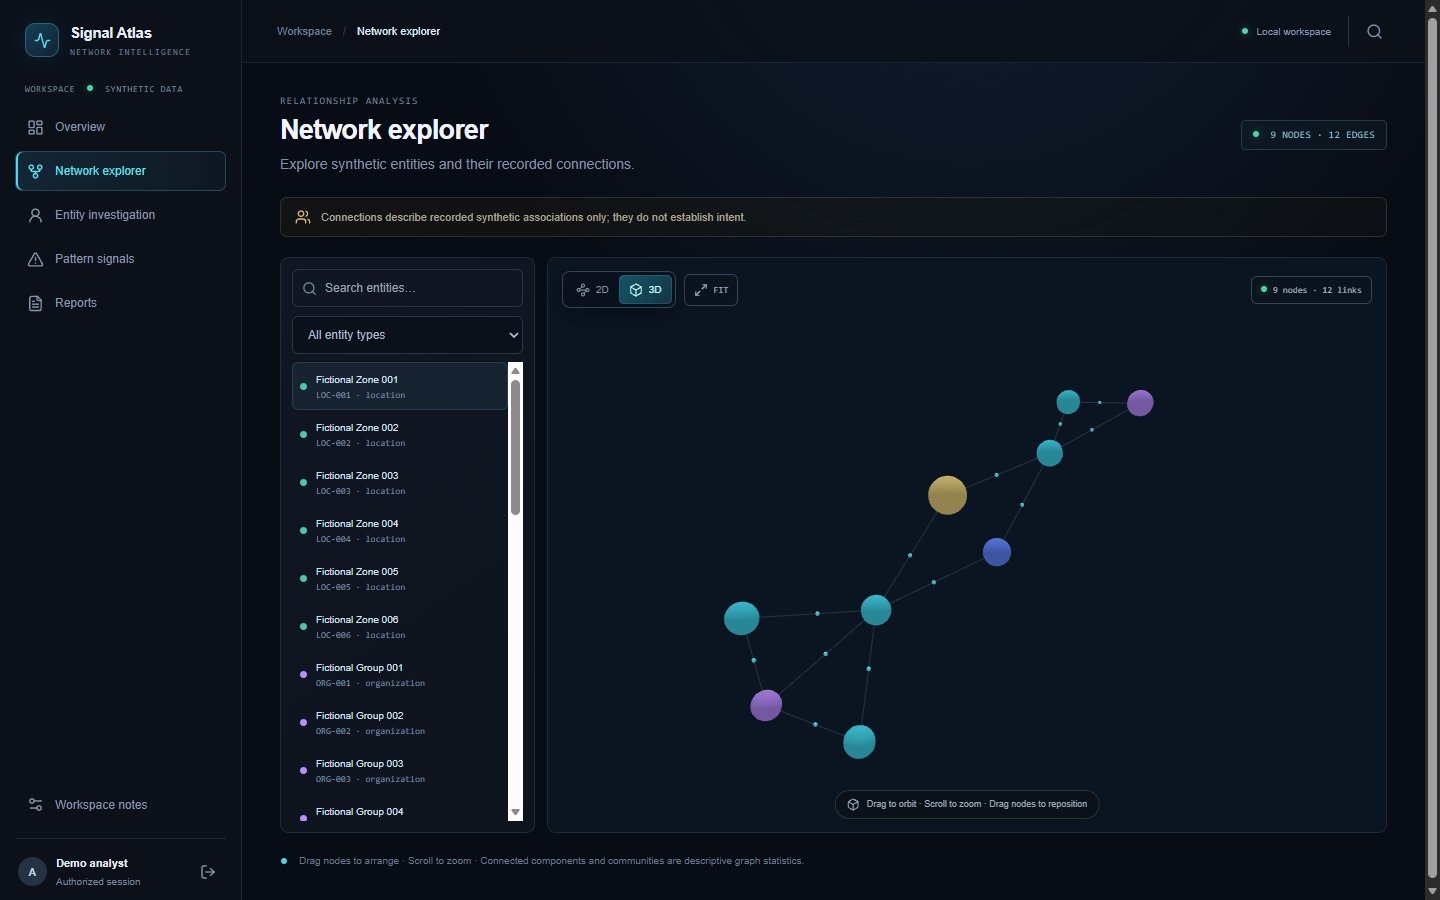 Signal Atlas
NETWORK INTELLIGENCE
WORKSPACE SYNTHETIC DATA
Overview
Network explorer
Entity investigation
Pattern signals
Reports
Workspace notes
A
Demo analyst
Authorized session
Workspace / Network explorer
Local workspace
RELATIONSHIP ANALYSIS
Network explorer
Explore synthetic entities and their recorded connections.
9 NODES · 12 EDGES
Connections describe recorded synthetic associations only; they do not establish intent.
Search entities...
All entity types
Fictional Zone 001
LOC-001 · location
Fictional Zone 002
LOC-002 · location
Fictional Zone 003
LOC-003 · location
Fictional Zone 004
LOC-004 · location
Fictional Zone 005
LOC-005 · location
Fictional Zone 006
LOC-006 · location
Fictional Group 001
ORG-001 · organization
Fictional Group 002
ORG-002 · organization
Fictional Group 003
ORG-003 · organization
Fictional Group 004
2D 3D FIT
9 nodes · 12 links
Drag to orbit · Scroll to zoom · Drag nodes to reposition
Drag nodes to arrange · Scroll to zoom · Connected components and communities are descriptive graph statistics.